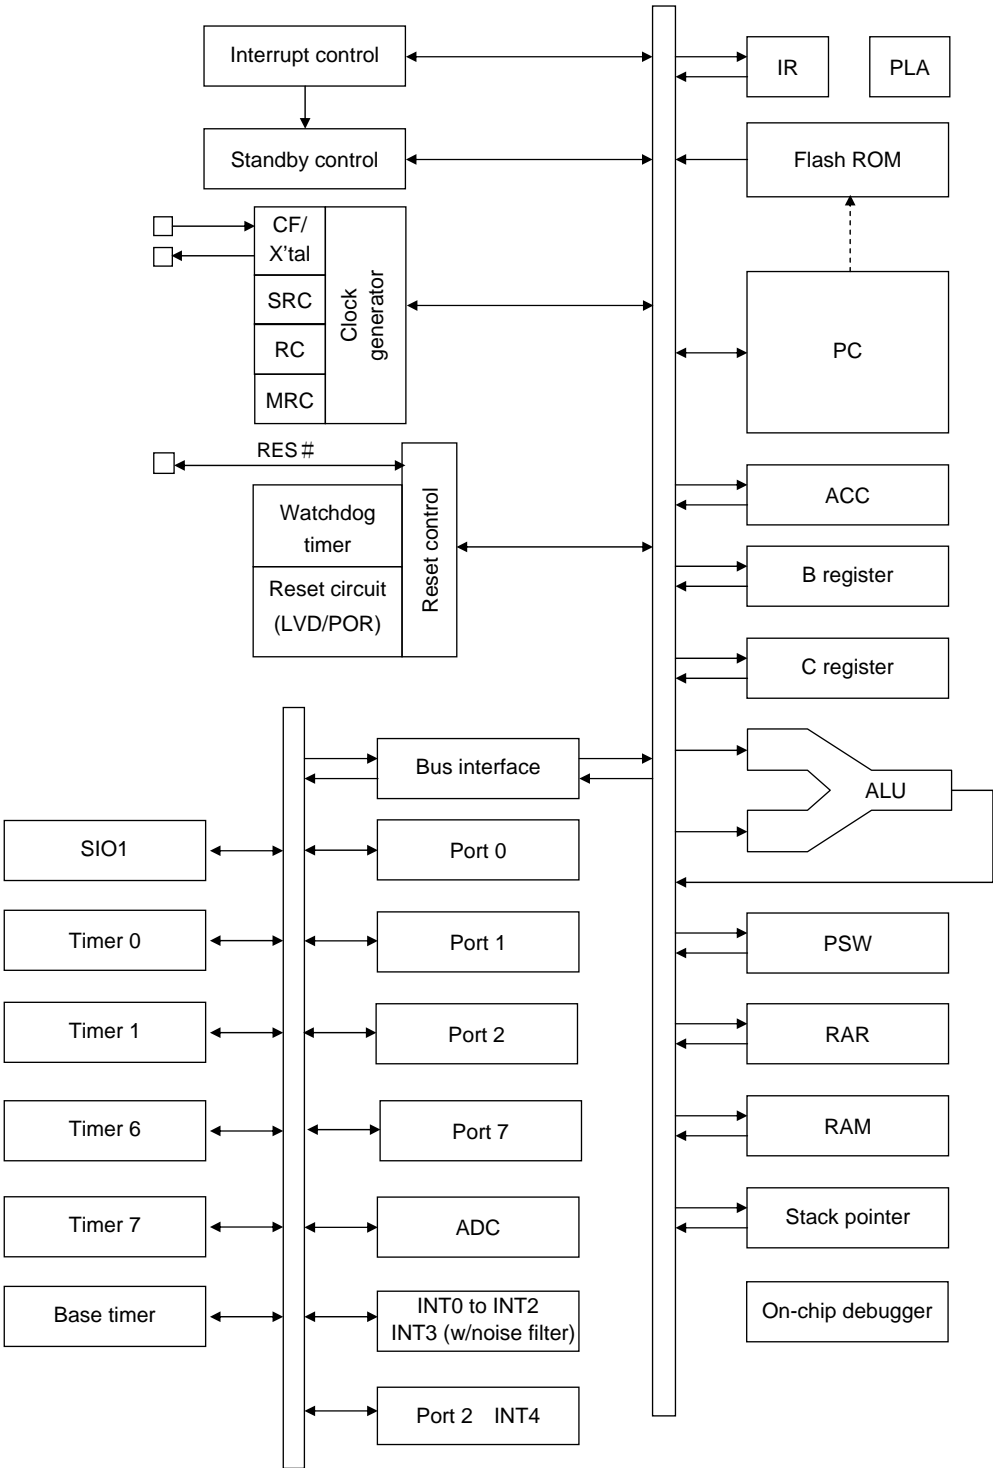 Interrupt control
IR
PLA
Standby control
Flash ROM
CF/
X'tal
SRC
RC
MRC
Clock
generator
PC
RES#
Watchdog
timer
Reset circuit
(LVD/POR)
Reset control
ACC
B register
C register
Bus interface
ALU
SIO1
Port 0
Timer 0
Port 1
PSW
Timer 1
Port 2
RAR
Timer 6
Port 7
RAM
Timer 7
ADC
Stack pointer
Base timer
INT0 to INT2
INT3 (w/noise filter)
On-chip debugger
Port 2 INT4